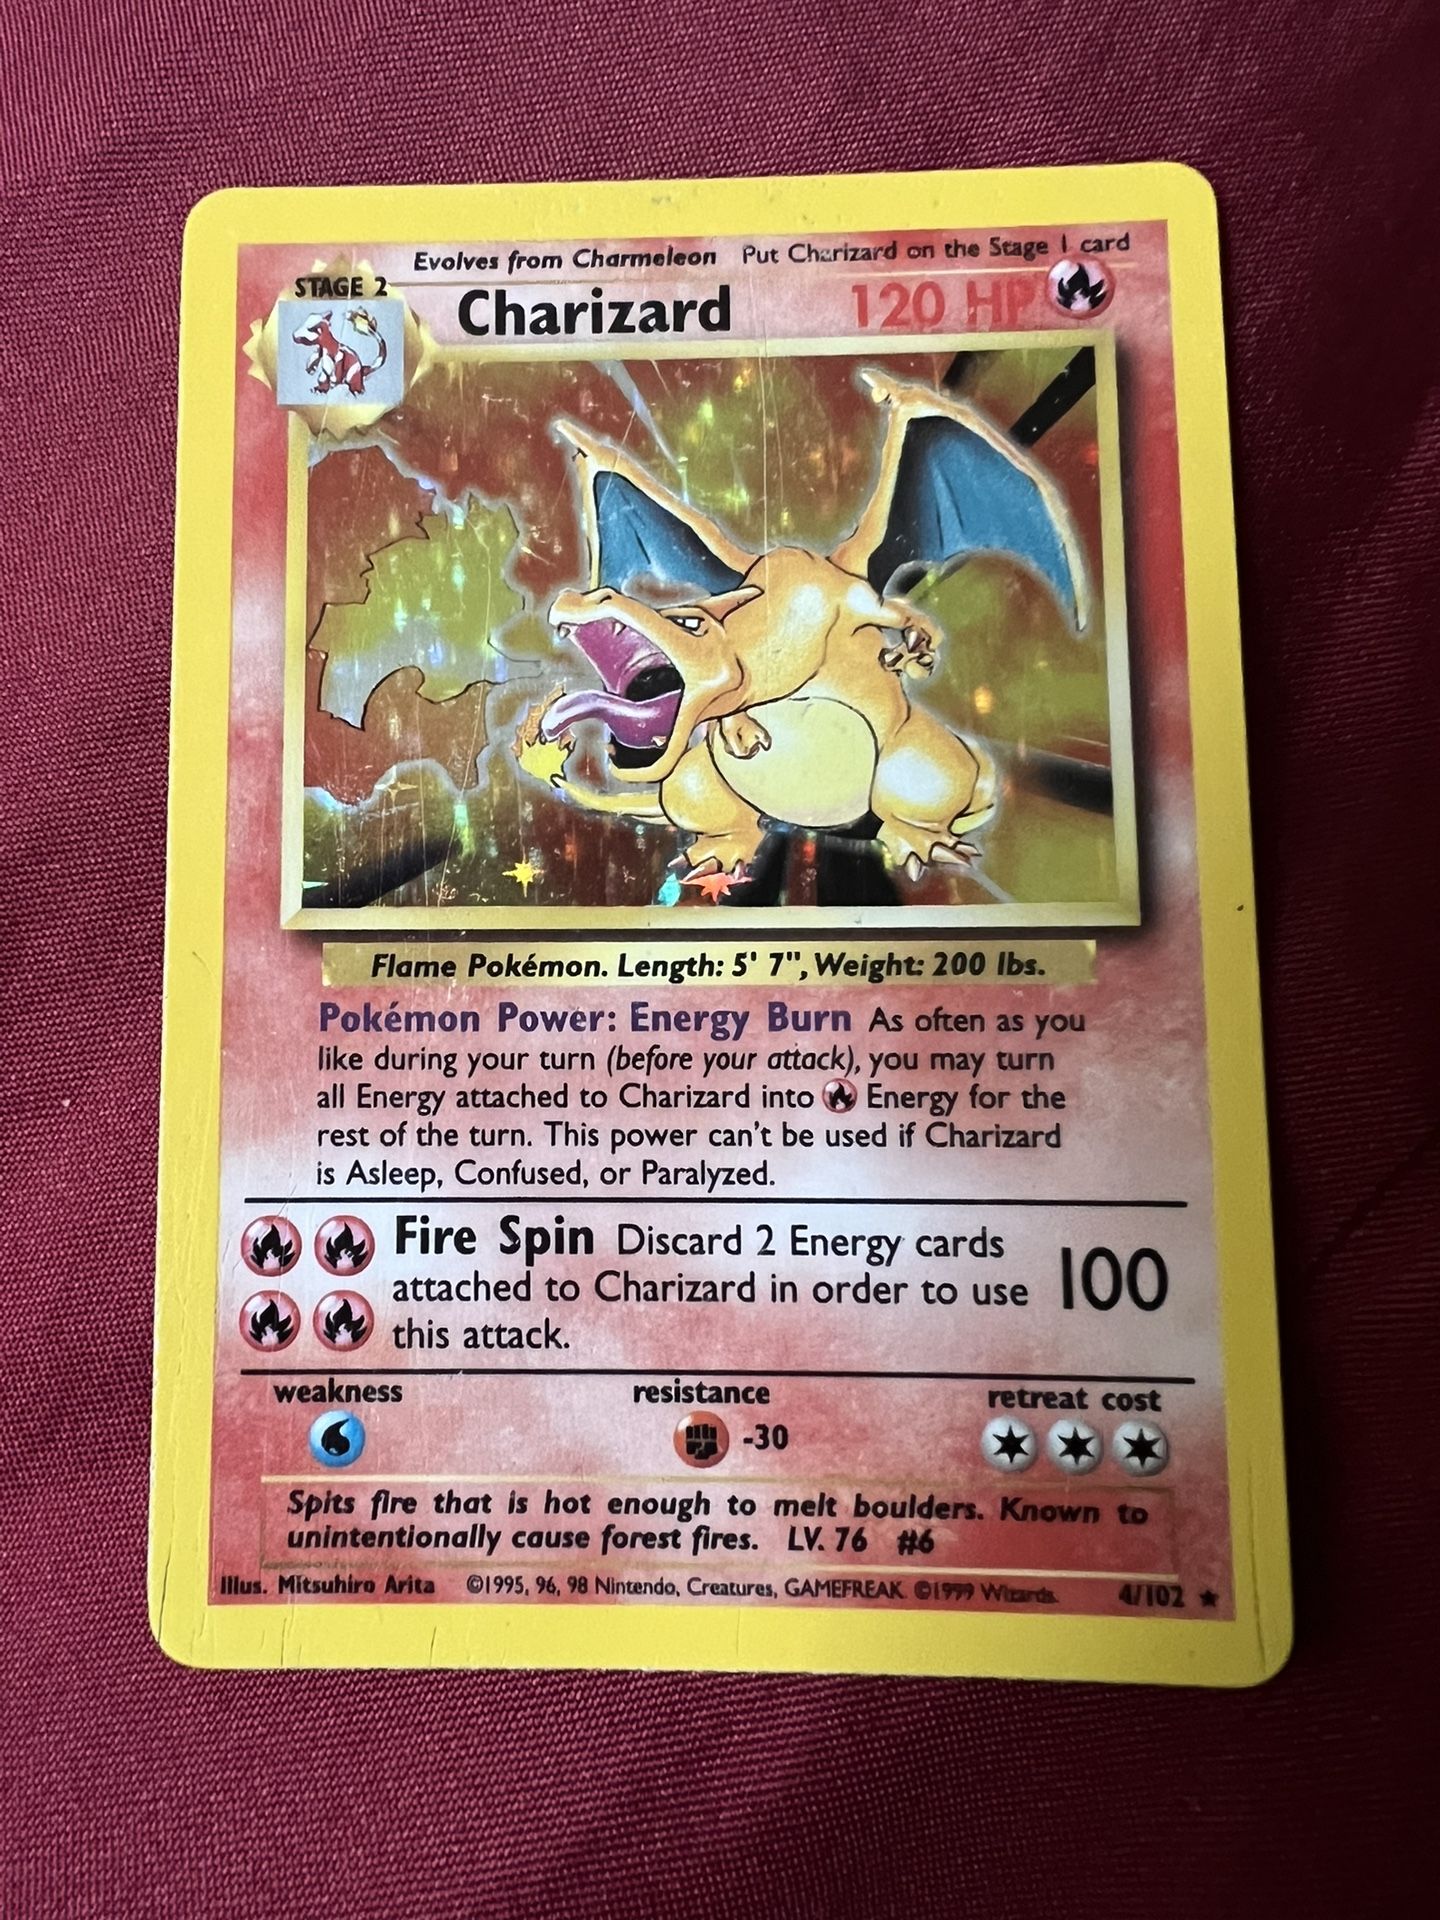 Evolves from Charmeleon Put Charizard on the Stage 1 card
STAGE 2
Charizard 120 HP
Flame Pokémon. Length: 5' 7", Weight: 200 lbs.
Pokémon Power: Energy Burn As often as you
like during your turn (before your attack), you may turn
all Energy attached to Charizard into Energy for the
rest of the turn. This power can't be used if Charizard
is Asleep, Confused, or Paralyzed.
Fire Spin Discard 2 Energy cards
attached to Charizard in order to use 100
this attack.
weakness resistance retreat cost
-30
Spits fire that is hot enough to melt boulders. Known to
unintentionally cause forest fires. LV. 76 #6
Illus. Mitsuhiro Arita ©1995, 96, 98 Nintendo, Creatures, GAMEFREAK. ©1999 Wizards. 4/102 ★